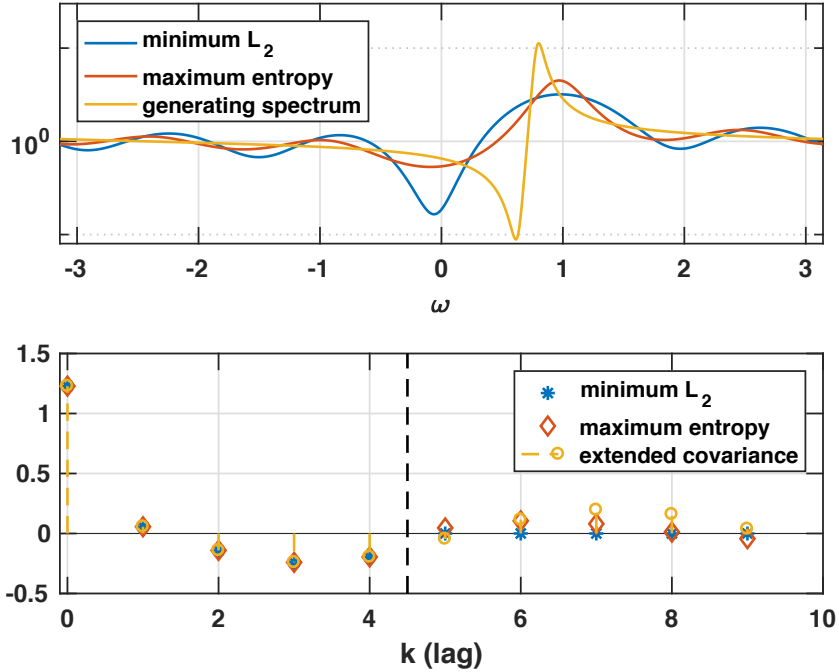 minimum L2
maximum entropy
generating spectrum
10^0
-3 -2 -1 0 1 2 3
ω
1.5
1
0.5
0
-0.5
minimum L2
maximum entropy
extended covariance
0 2 4 6 8 10
k (lag)